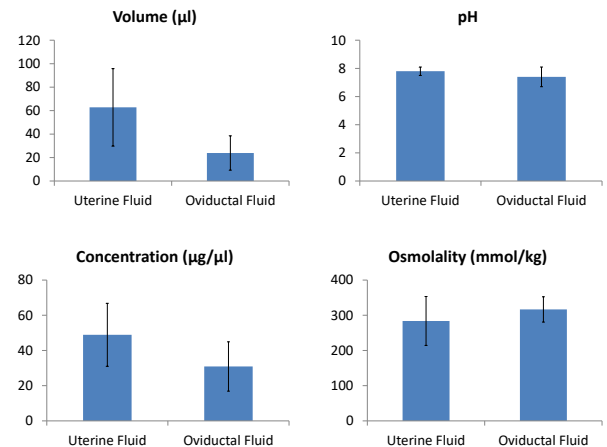 Volume (µl)
120
100
80
60
40
20
0
Uterine Fluid Oviductal Fluid
pH
10
8
6
4
2
0
Uterine Fluid Oviductal Fluid
Concentration (µg/µl)
80
60
40
20
0
Uterine Fluid Oviductal Fluid
Osmolality (mmol/kg)
400
300
200
100
0
Uterine Fluid Oviductal Fluid